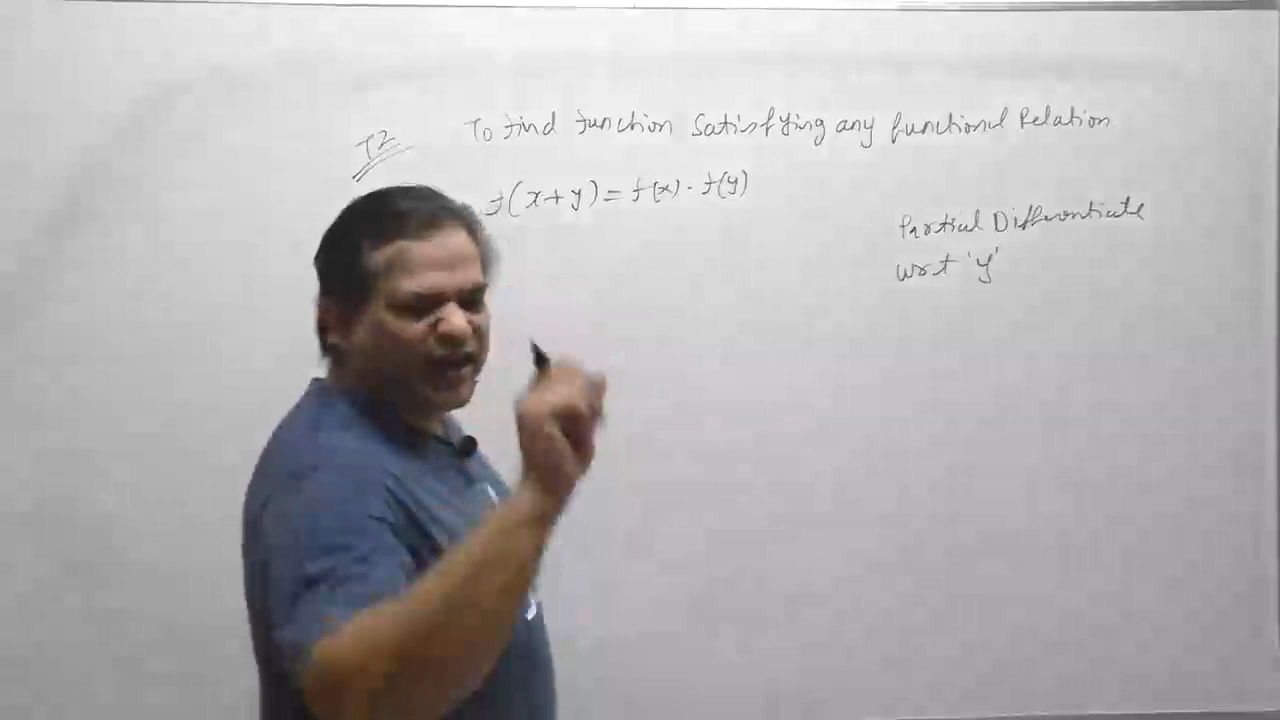 T2
To find function satisfying any functional Relation
f(x+y) = f(x) . f(y)
Partial Differentiate
wrt 'y'